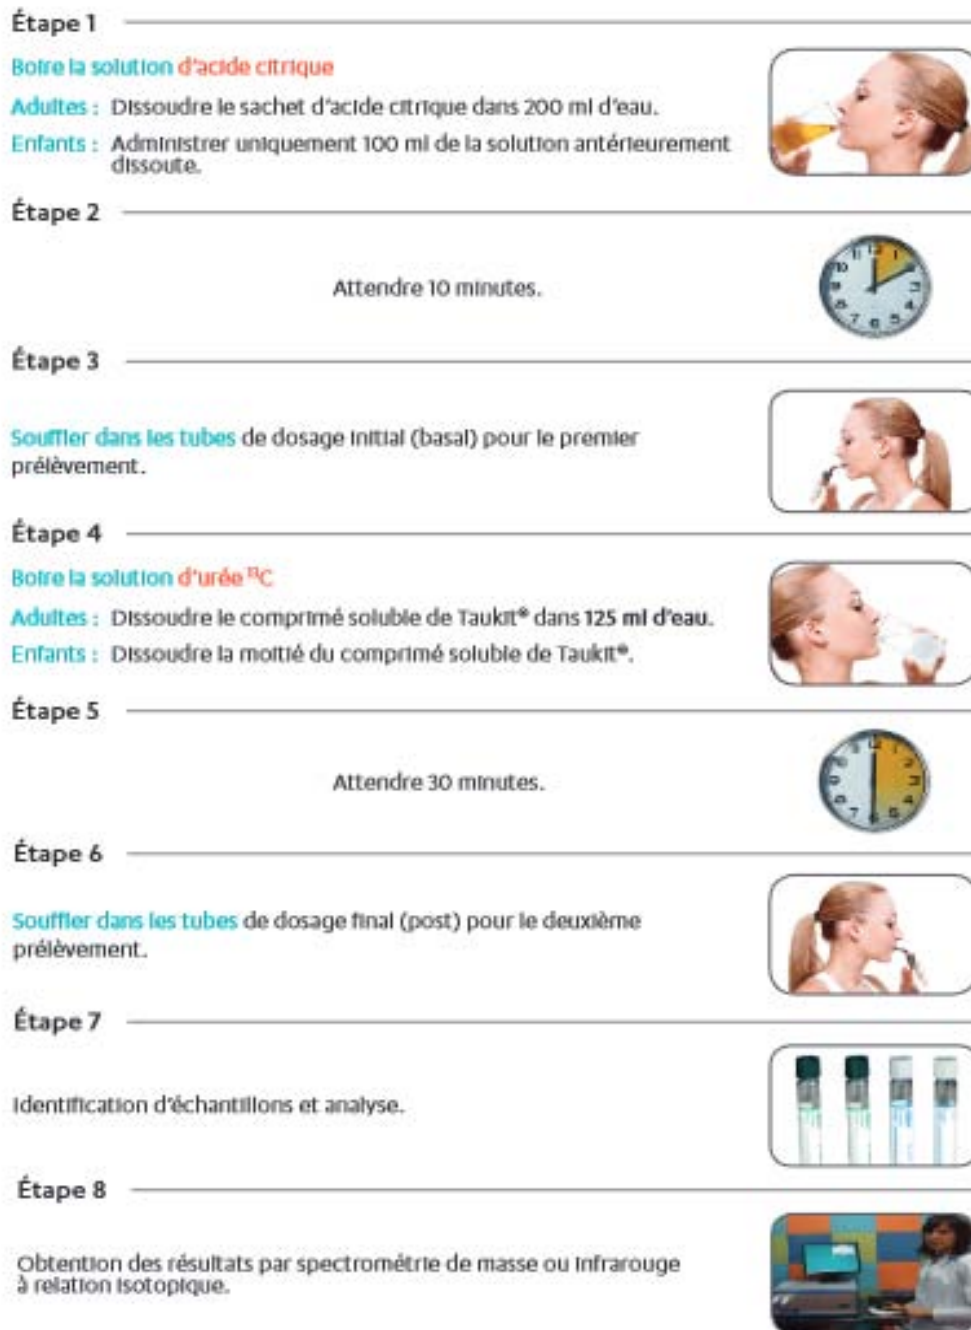 Étape 1
Boire la solution d'acide citrique
Adultes : Dissoudre le sachet d'acide citrique dans 200 ml d'eau.
Enfants : Administrer uniquement 100 ml de la solution antérieurement
dissoute.
Étape 2
Attendre 10 minutes.
Étape 3
Souffler dans les tubes de dosage initial (basal) pour le premier
prélèvement.
Étape 4
Boire la solution d'urée ¹³C
Adultes : Dissoudre le comprimé soluble de Taukit® dans 125 ml d'eau.
Enfants : Dissoudre la moitié du comprimé soluble de Taukit®.
Étape 5
Attendre 30 minutes.
Étape 6
Souffler dans les tubes de dosage final (post) pour le deuxième
prélèvement.
Étape 7
Identification d'échantillons et analyse.
Étape 8
Obtention des résultats par spectrométrie de masse ou infrarouge
à relation isotopique.